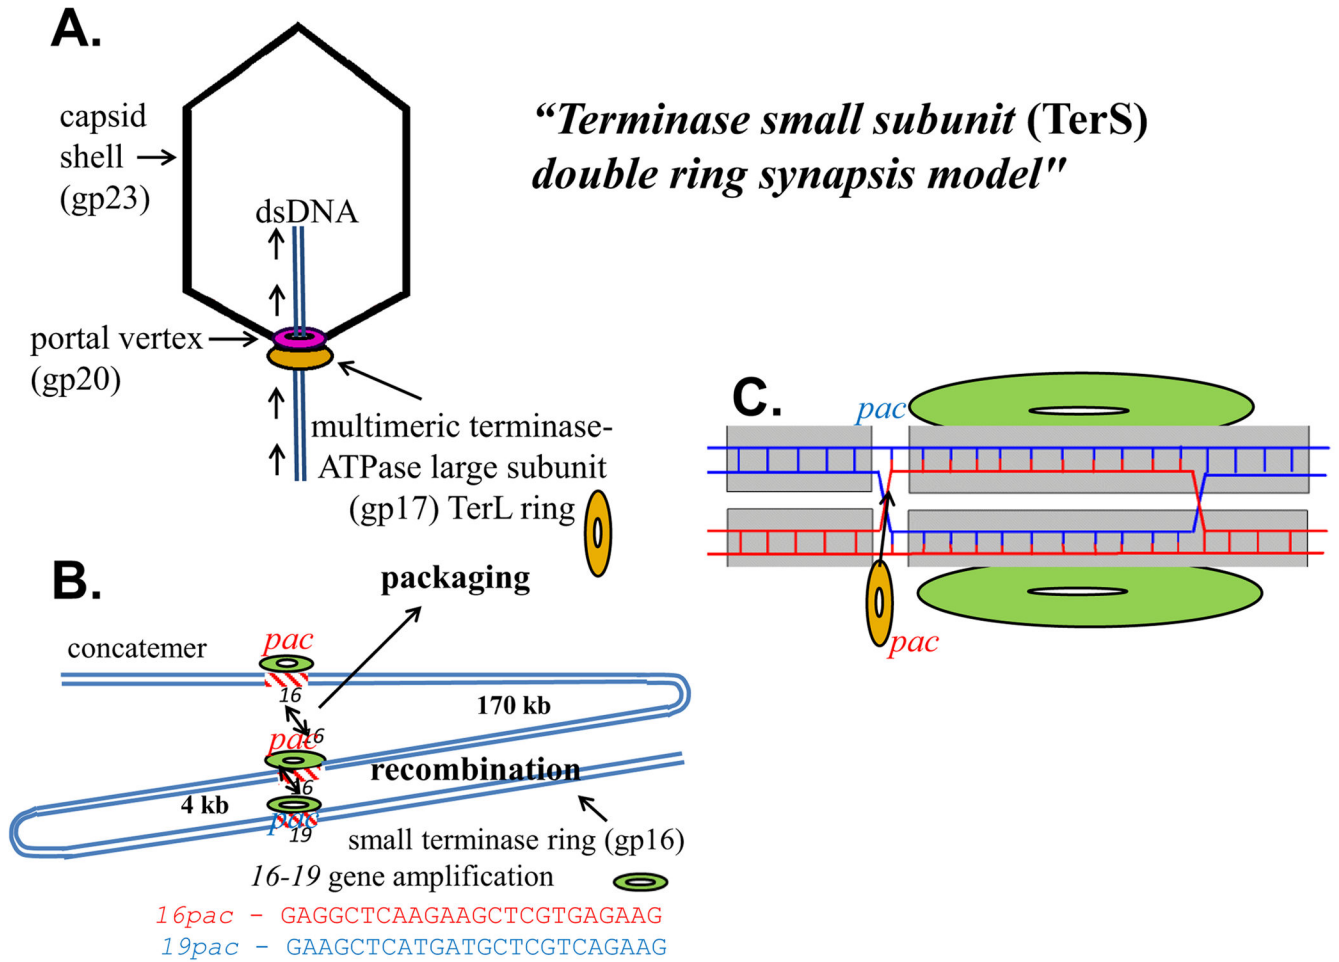 A.
capsid
shell
(gp23)
“Terminase small subunit (TerS)
double ring synapsis model"
dsDNA
portal vertex
(gp20)
multimeric terminase-
ATPase large subunit
(gp17) TerL ring
B.
packaging
concatemer
pac
16
170 kb
16
pac
recombination
16
4 kb
pac
19
small terminase ring (gp16)
16-19 gene amplification
16pac - GAGGCTCAAGAAGCTCGTGAGAAG
19pac - GAAGCTCATGATGCTCGTCAGAAG
C.
pac
pac